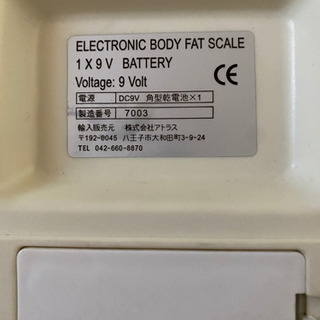 ELECTRONIC BODY FAT SCALE
1 X 9 V BATTERY
Voltage: 9 Volt
CE
電源 DC9V 角型乾電池×1
製造番号 7003
輸入販売元 株式会社アトラス
〒192-0045 八王子市大和田町3-9-24
TEL 042-660-8870